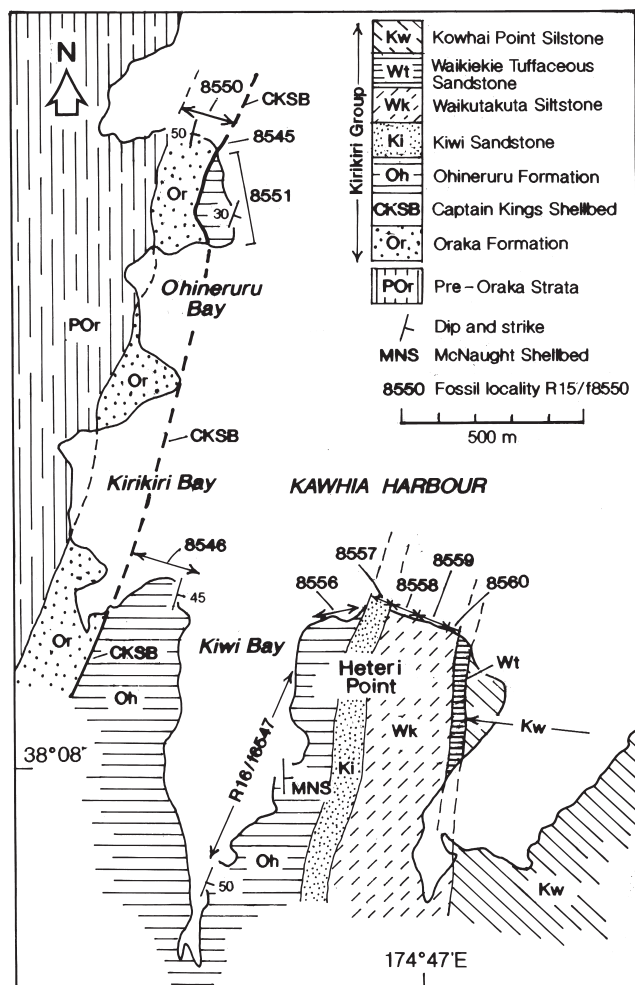 N
8550
CKSB
50
8545
Or
8551
30
Ohineruru
Bay
POr
Or
CKSB
Kirikiri Bay
KAWHIA HARBOUR
8546
45
Kiwi Bay
Or
CKSB
Oh
8556
8557
8558
8559
8560
Wt
Heteri
Point
Wk
Kw
R16/f8547
Ki
MNS
38°08'
Oh
50
Kw
174°47'E
Kirikiri Group
Kw Kowhai Point Silstone
Wt Waikiekie Tuffaceous
Sandstone
Wk Waikutakuta Siltstone
Ki Kiwi Sandstone
Oh Ohineruru Formation
CKSB Captain Kings Shellbed
Or Oraka Formation
POr Pre-Oraka Strata
Dip and strike
MNS McNaught Shellbed
8550 Fossil locality R15/f8550
500 m